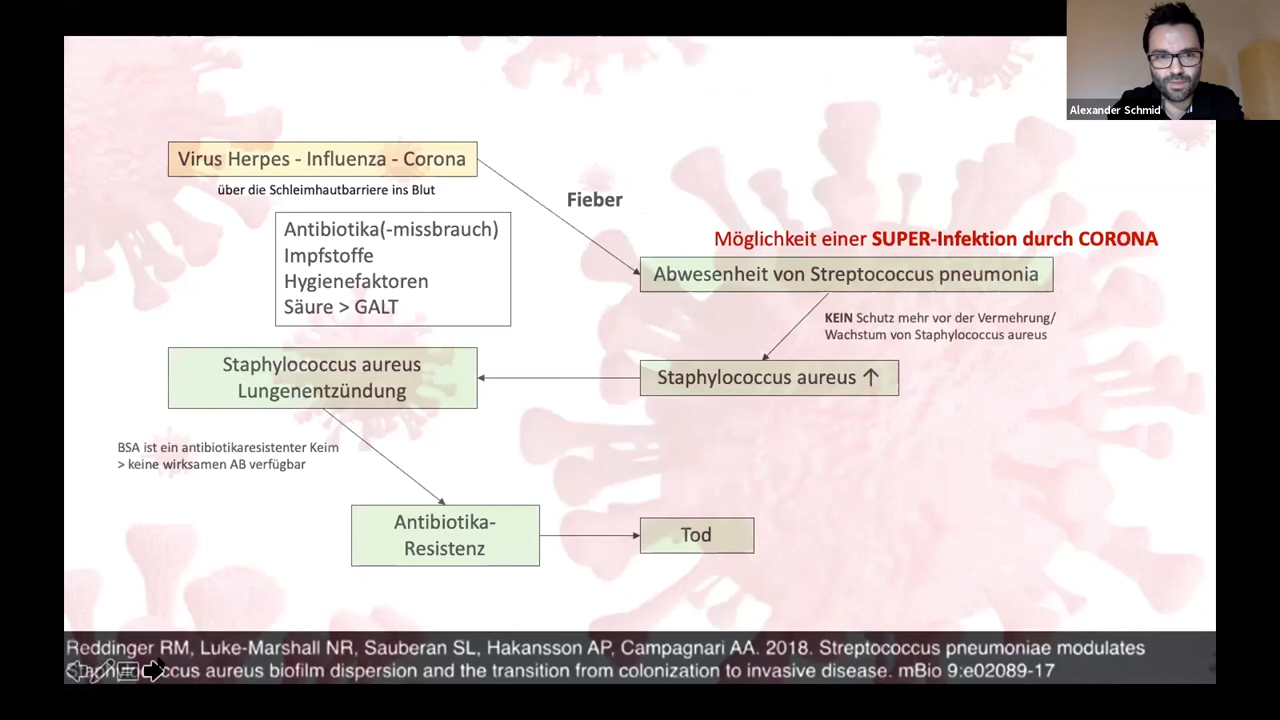 Alexander Schmid
Virus Herpes - Influenza - Corona
über die Schleimhautbarriere ins Blut
Fieber
Antibiotika(-missbrauch)
Impfstoffe
Hygienefaktoren
Säure > GALT
Möglichkeit einer SUPER-Infektion durch CORONA
Abwesenheit von Streptococcus pneumonia
KEIN Schutz mehr vor der Vermehrung/
Wachstum von Staphylococcus aureus
Staphylococcus aureus ↑
Staphylococcus aureus
Lungenentzündung
BSA ist ein antibiotikaresistenter Keim
> keine wirksamen AB verfügbar
Antibiotika-
Resistenz
Tod
Reddinger RM, Luke-Marshall NR, Sauberan SL, Hakansson AP, Campagnari AA. 2018. Streptococcus pneumoniae modulates
aureus biofilm dispersion and the transition from colonization to invasive disease. mBio 9:e02089-17